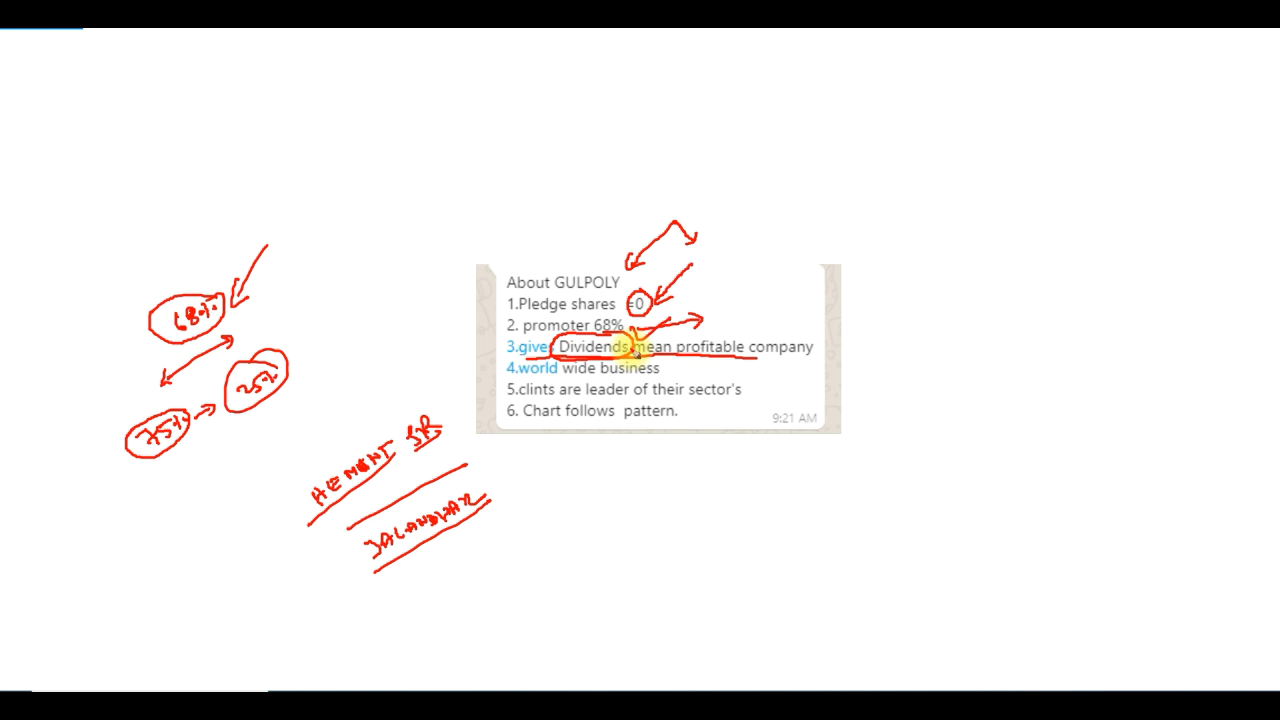 About GULPOLY
1.Pledge shares =0
2. promoter 68%
3.gives Dividends mean profitable company
4.world wide business
5.clints are leader of their sector's
6. Chart follows pattern.
9:21 AM
68%
25%
75%
HEMENT SIR
JALANDHAR